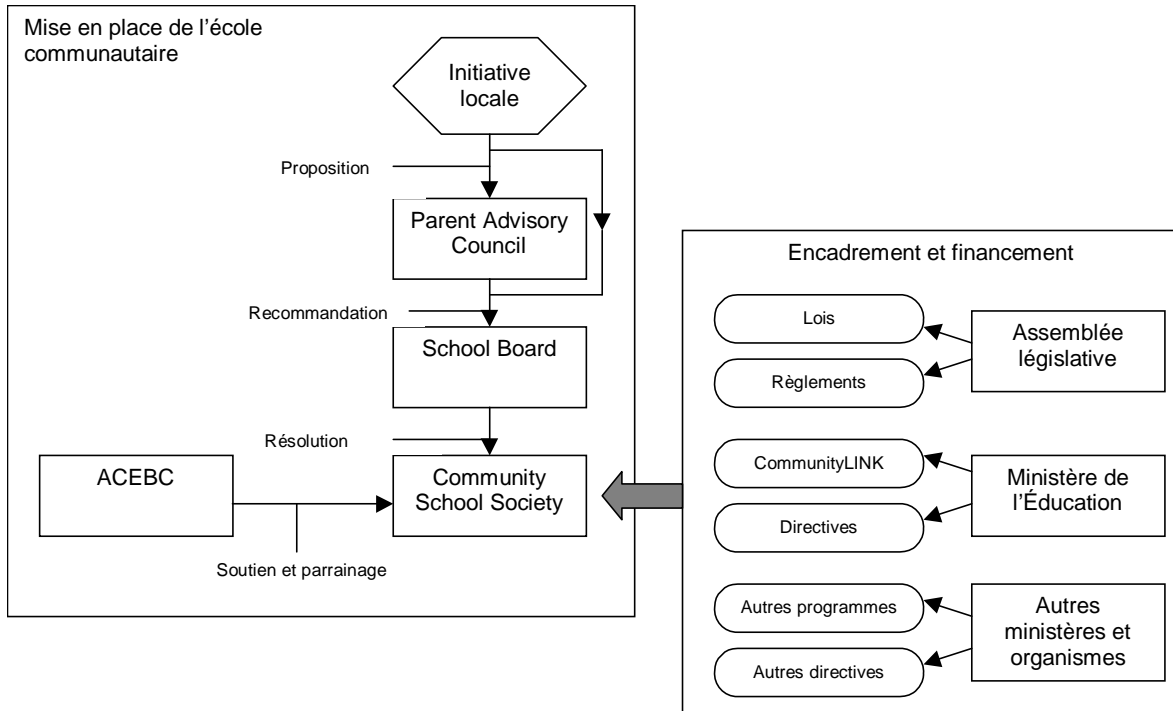 Mise en place de l’école
communautaire
Initiative
locale
Proposition
Parent Advisory
Council
Recommandation
School Board
Résolution
ACEBC
Community
School Society
Soutien et parrainage
Encadrement et financement
Lois
Règlements
Assemblée
législative
CommunityLINK
Directives
Ministère de
l’Éducation
Autres programmes
Autres directives
Autres
ministères et
organismes